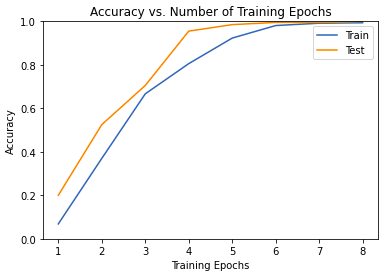 Accuracy vs. Number of Training Epochs
1.0
0.8
0.6
0.4
0.2
0.0
Accuracy
Train
Test
1 2 3 4 5 6 7 8
Training Epochs